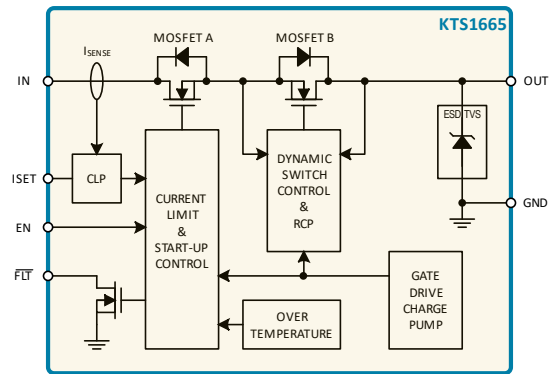 KTS1665
MOSFET A
MOSFET B
ISENSE
IN
OUT
ESD TVS
ISET
CLP
CURRENT
LIMIT
&
START-UP
CONTROL
DYNAMIC
SWITCH
CONTROL
&
RCP
GND
EN
FLT
OVER
TEMPERATURE
GATE
DRIVE
CHARGE
PUMP